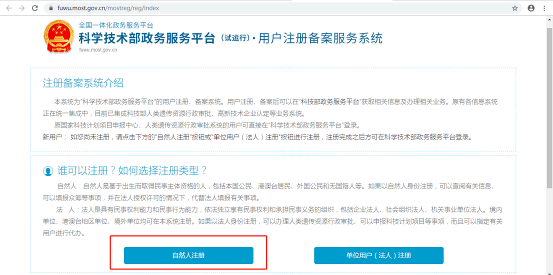 fuwu.most.gov.cn/mostreg/reg/index
全国一体化政务服务平台
科学技术部政务服务平台（试运行）·用户注册备案服务系统
fuwu.most.gov.cn
注册备案系统介绍
本系统为“科学技术部政务服务平台”的用户注册、备案系统。用户注册、备案后可以在“科技部政务服务平台”获取相关信息及办理相关业务。原有各信息系统
正在统一集成中，目前已集成科技部人类遗传资源行政审批、高新技术企业认定等业务系统。
原国家科技计划项目申报中心、人类遗传资源行政审批系统的用户可直接在“科学技术部政务服务平台”登录。
新用户： 如您尚未注册，请点击下方的“自然人注册”按钮或“单位用户（法人）注册”按钮进行注册，注册完成之后方可在科学技术部政务服务平台登录。
谁可以注册？如何选择注册类型？
自然人：自然人是基于出生而取得民事主体资格的人，包括本国公民、港澳台居民、外国公民和无国籍人等。如果以自然人身份注册，可以查阅有关信息、
可以填报众筹等事项，并在法人授权许可的情况下，代替法人填报有关事项。
法　人：法人是具有民事权利能力和民事行为能力，依法独立享有民事权利和承担民事义务的组织，包括企业法人、社会组织法人、机关事业单位法人。境内
单位、港澳台地区单位、境外单位均可在本系统注册。如果以法人身份注册，可以办理人类遗传资源行政审批、可以申报科技计划项目等事项，而且可以指定有关
用户进行代办。
自然人注册
单位用户（法人）注册